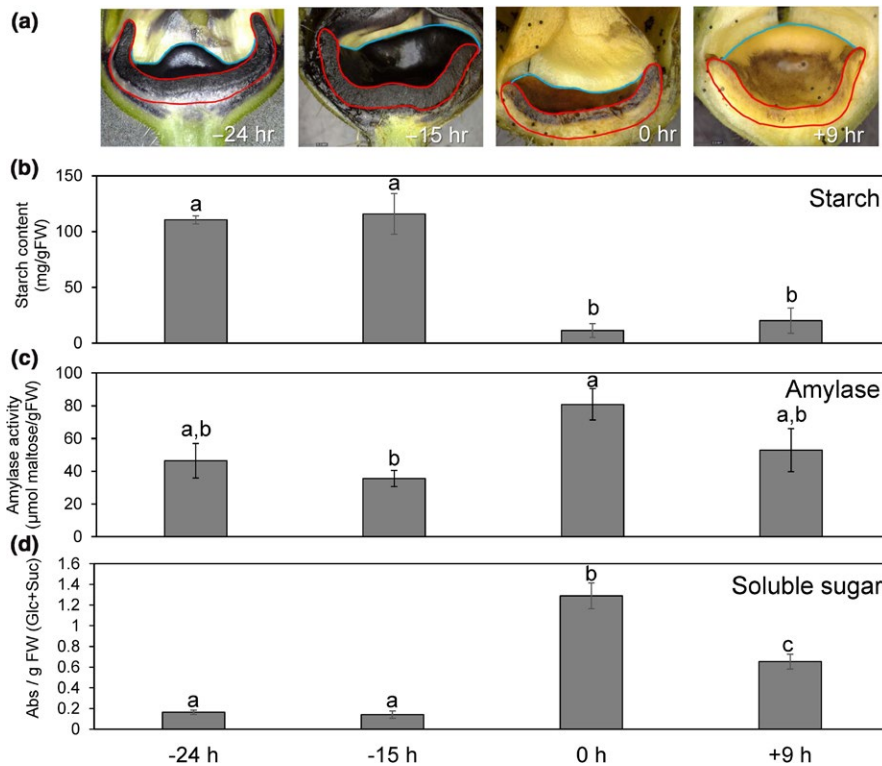 (a)
−24 hr
−15 hr
0 hr
+9 hr
(b)
Starch
Starch content
(mg/gFW)
150
100
50
0
a
a
b
b
(c)
Amylase
Amylase activity
(μmol maltose/gFW)
100
80
60
40
20
0
a,b
b
a
a,b
(d)
Soluble sugar
Abs / g FW (Glc+Suc)
1.6
1.4
1.2
1
0.8
0.6
0.4
0.2
0
a
a
b
c
-24 h
-15 h
0 h
+9 h